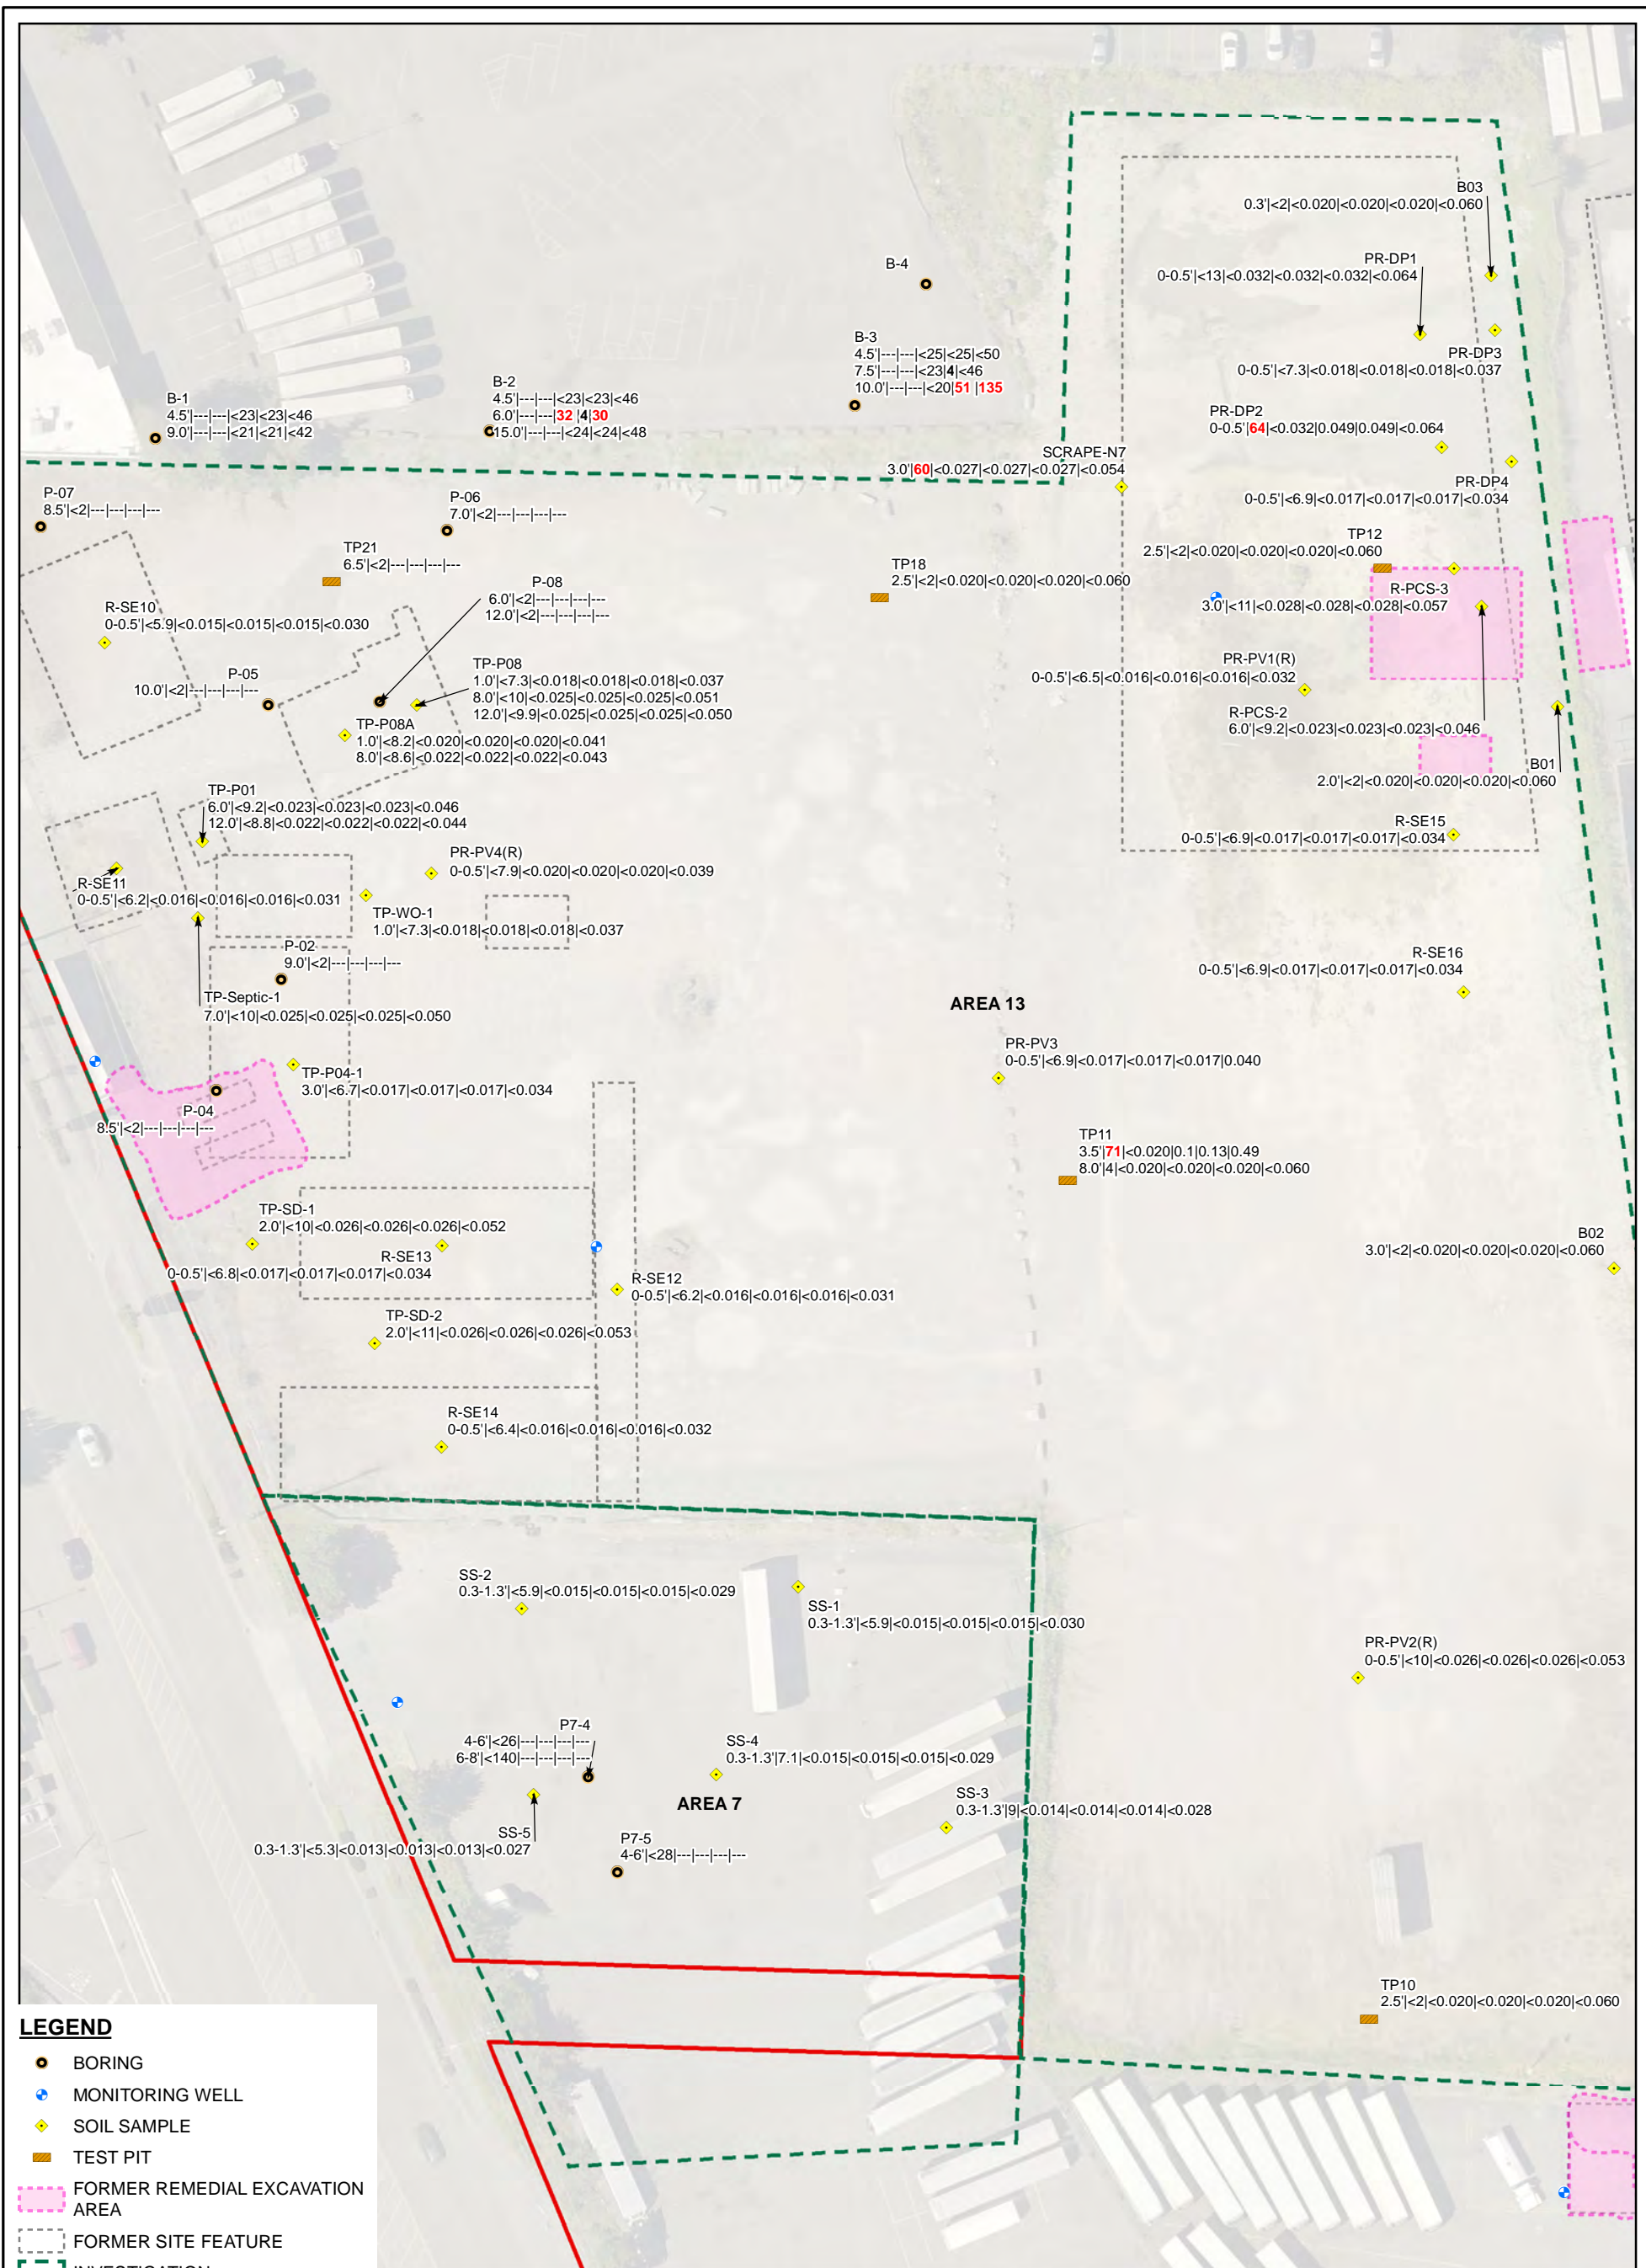 B03
0.3'|<2|<0.020|<0.020|<0.020|<0.060
PR-DP1
0-0.5'|<13|<0.032|<0.032|<0.032|<0.064
B-4
B-3
4.5'|---|---|<25|<25|<50
7.5'|---|---|<23|4|<46
10.0'|---|---|<20|51 |135
PR-DP3
0-0.5'|<7.3|<0.018|<0.018|<0.018|<0.037
B-2
4.5'|---|---|<23|<23|<46
6.0'|---|---|32 |4|30
15.0'|---|---|<24|<24|<48
B-1
4.5'|---|---|<23|<23|<46
9.0'|---|---|<21|<21|<42
PR-DP2
0-0.5'|64|<0.032|0.049|0.049|<0.064
SCRAPE-N7
3.0'|60|<0.027|<0.027|<0.027|<0.054
PR-DP4
0-0.5'|<6.9|<0.017|<0.017|<0.017|<0.034
P-07
8.5'|<2|---|---|---|---
P-06
7.0'|<2|---|---|---|---
TP12
2.5'|<2|<0.020|<0.020|<0.020|<0.060
TP21
6.5'|<2|---|---|---|---
TP18
2.5'|<2|<0.020|<0.020|<0.020|<0.060
P-08
6.0'|<2|---|---|---|---
12.0'|<2|---|---|---|---
R-PCS-3
3.0'|<11|<0.028|<0.028|<0.028|<0.057
R-SE10
0-0.5'|<5.9|<0.015|<0.015|<0.015|<0.030
PR-PV1(R)
0-0.5'|<6.5|<0.016|<0.016|<0.016|<0.032
P-05
10.0'|<2|---|---|---|---
TP-P08
1.0'|<7.3|<0.018|<0.018|<0.018|<0.037
8.0'|<10|<0.025|<0.025|<0.025|<0.051
12.0'|<9.9|<0.025|<0.025|<0.025|<0.050
R-PCS-2
6.0'|<9.2|<0.023|<0.023|<0.023|<0.046
TP-P08A
1.0'|<8.2|<0.020|<0.020|<0.020|<0.041
8.0'|<8.6|<0.022|<0.022|<0.022|<0.043
B01
2.0'|<2|<0.020|<0.020|<0.020|<0.060
TP-P01
6.0'|<9.2|<0.023|<0.023|<0.023|<0.046
12.0'|<8.8|<0.022|<0.022|<0.022|<0.044
R-SE15
0-0.5'|<6.9|<0.017|<0.017|<0.017|<0.034
PR-PV4(R)
0-0.5'|<7.9|<0.020|<0.020|<0.020|<0.039
R-SE11
0-0.5'|<6.2|<0.016|<0.016|<0.016|<0.031
TP-WO-1
1.0'|<7.3|<0.018|<0.018|<0.018|<0.037
P-02
9.0'|<2|---|---|---|---
R-SE16
0-0.5'|<6.9|<0.017|<0.017|<0.017|<0.034
TP-Septic-1
7.0'|<10|<0.025|<0.025|<0.025|<0.050
AREA 13
PR-PV3
0-0.5'|<6.9|<0.017|<0.017|<0.017|0.040
TP-P04-1
3.0'|<6.7|<0.017|<0.017|<0.017|<0.034
P-04
8.5'|<2|---|---|---|---
TP11
3.5'|71|<0.020|0.1|0.13|0.49
8.0'|4|<0.020|<0.020|<0.020|<0.060
TP-SD-1
2.0'|<10|<0.026|<0.026|<0.026|<0.052
R-SE13
0-0.5'|<6.8|<0.017|<0.017|<0.017|<0.034
B02
3.0'|<2|<0.020|<0.020|<0.020|<0.060
R-SE12
0-0.5'|<6.2|<0.016|<0.016|<0.016|<0.031
TP-SD-2
2.0'|<11|<0.026|<0.026|<0.026|<0.053
R-SE14
0-0.5'|<6.4|<0.016|<0.016|<0.016|<0.032
SS-2
0.3-1.3'|<5.9|<0.015|<0.015|<0.015|<0.029
SS-1
0.3-1.3'|<5.9|<0.015|<0.015|<0.015|<0.030
PR-PV2(R)
0-0.5'|<10|<0.026|<0.026|<0.026|<0.053
P7-4
4-6'|<26|---|---|---|---
6-8'|<140|---|---|---|---
SS-4
0.3-1.3'|7.1|<0.015|<0.015|<0.015|<0.029
AREA 7
SS-3
0.3-1.3'|9|<0.014|<0.014|<0.014|<0.028
SS-5
0.3-1.3'|<5.3|<0.013|<0.013|<0.013|<0.027
P7-5
4-6'|<28|---|---|---|---
TP10
2.5'|<2|<0.020|<0.020|<0.020|<0.060
LEGEND
BORING
MONITORING WELL
SOIL SAMPLE
TEST PIT
FORMER REMEDIAL EXCAVATION
AREA
FORMER SITE FEATURE
INVESTIGATION